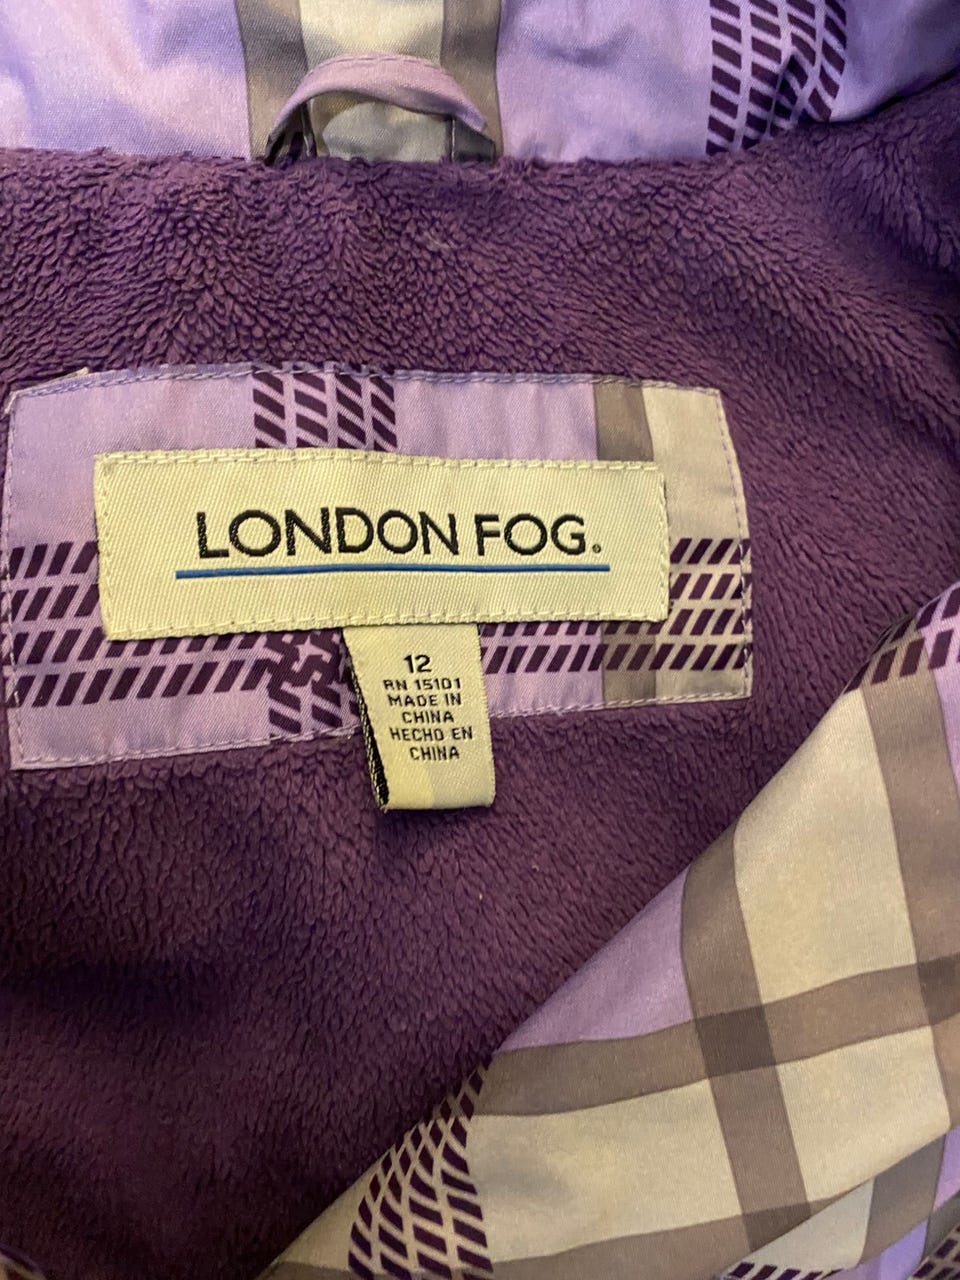 LONDON FOG.
12
RN 15101
MADE IN
CHINA
HECHO EN
CHINA